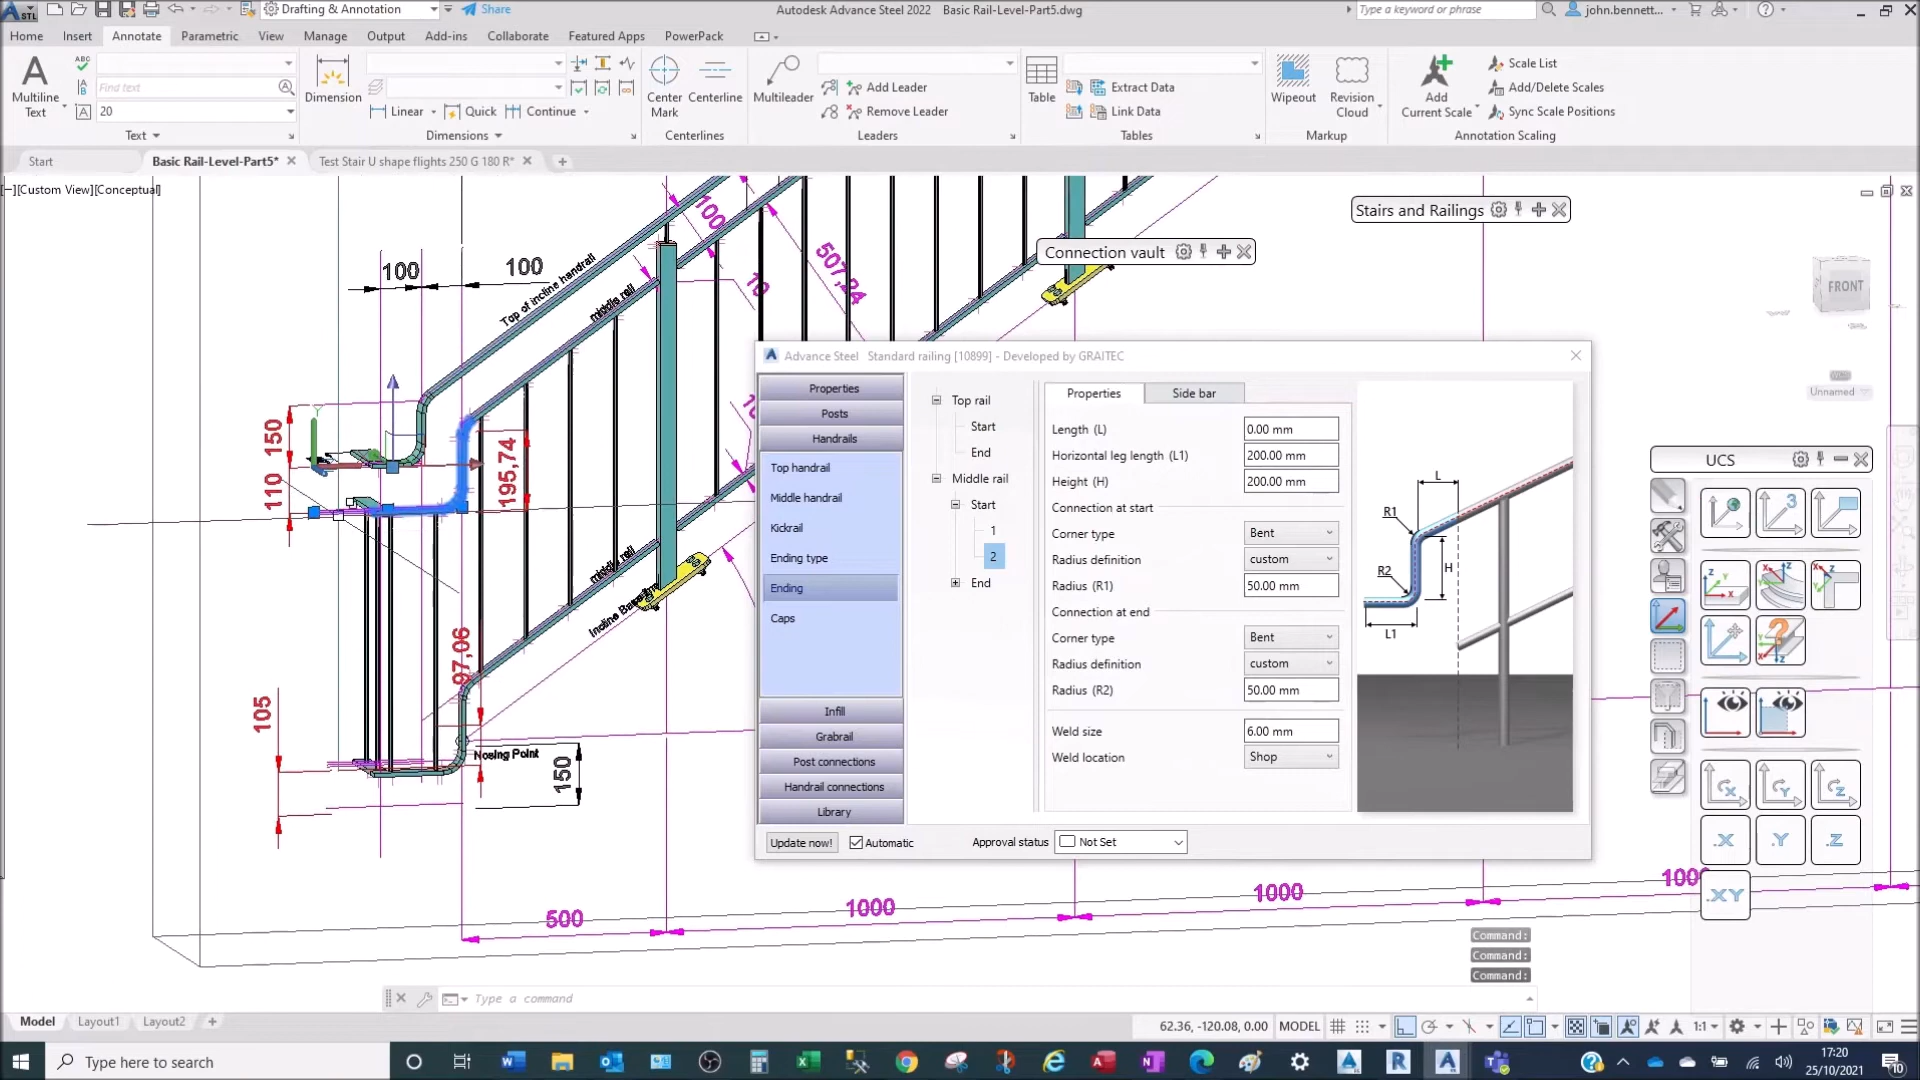 STL
Drafting & Annotation
Share
Autodesk Advance Steel 2022 Basic Rail-Level-Part5.dwg
Type a keyword or phrase
john.bennett...
Home Insert Annotate Parametric View Manage Output Add-ins Collaborate Featured Apps PowerPack
Multiline Text
ABC
Find text
20
Text
Dimension
Linear Quick Continue
Dimensions
Center Mark
Centerline
Centerlines
Multileader
Add Leader
Remove Leader
Leaders
Table
Extract Data
Link Data
Tables
Wipeout
Revision Cloud
Markup
Add Current Scale
Scale List
Add/Delete Scales
Sync Scale Positions
Annotation Scaling
Start Basic Rail-Level-Part5* Test Stair U shape flights 250 G 180 R*
[–][Custom View][Conceptual]
Stairs and Railings
Connection vault
FRONT
Unnamed
100
100
100
507,24
10
Top of incline handrail
middle rail
150
110
195,74
middle rail
97,06
105
Nosing Point
150
500
1000
1000
1000
Advance Steel Standard railing [10899] - Developed by GRAITEC
Properties
Posts
Handrails
Top handrail
Middle handrail
Kickrail
Ending type
Ending
Caps
Infill
Grabrail
Post connections
Handrail connections
Library
Top rail
Start
End
Middle rail
Start
1
2
End
Properties Side bar
Length (L) 0.00 mm
Horizontal leg length (L1) 200.00 mm
Height (H) 200.00 mm
Connection at start
Corner type Bent
Radius definition custom
Radius (R1) 50.00 mm
Connection at end
Corner type Bent
Radius definition custom
Radius (R2) 50.00 mm
Weld size 6.00 mm
Weld location Shop
L
R1
R2
H
L1
Update now! Automatic Approval status Not Set
UCS
.X .Y .Z
.XY
Command:
Command:
Command:
Type a command
Model Layout1 Layout2
62.36, -120.08, 0.00 MODEL 1:1
Type here to search
17:20
25/10/2021